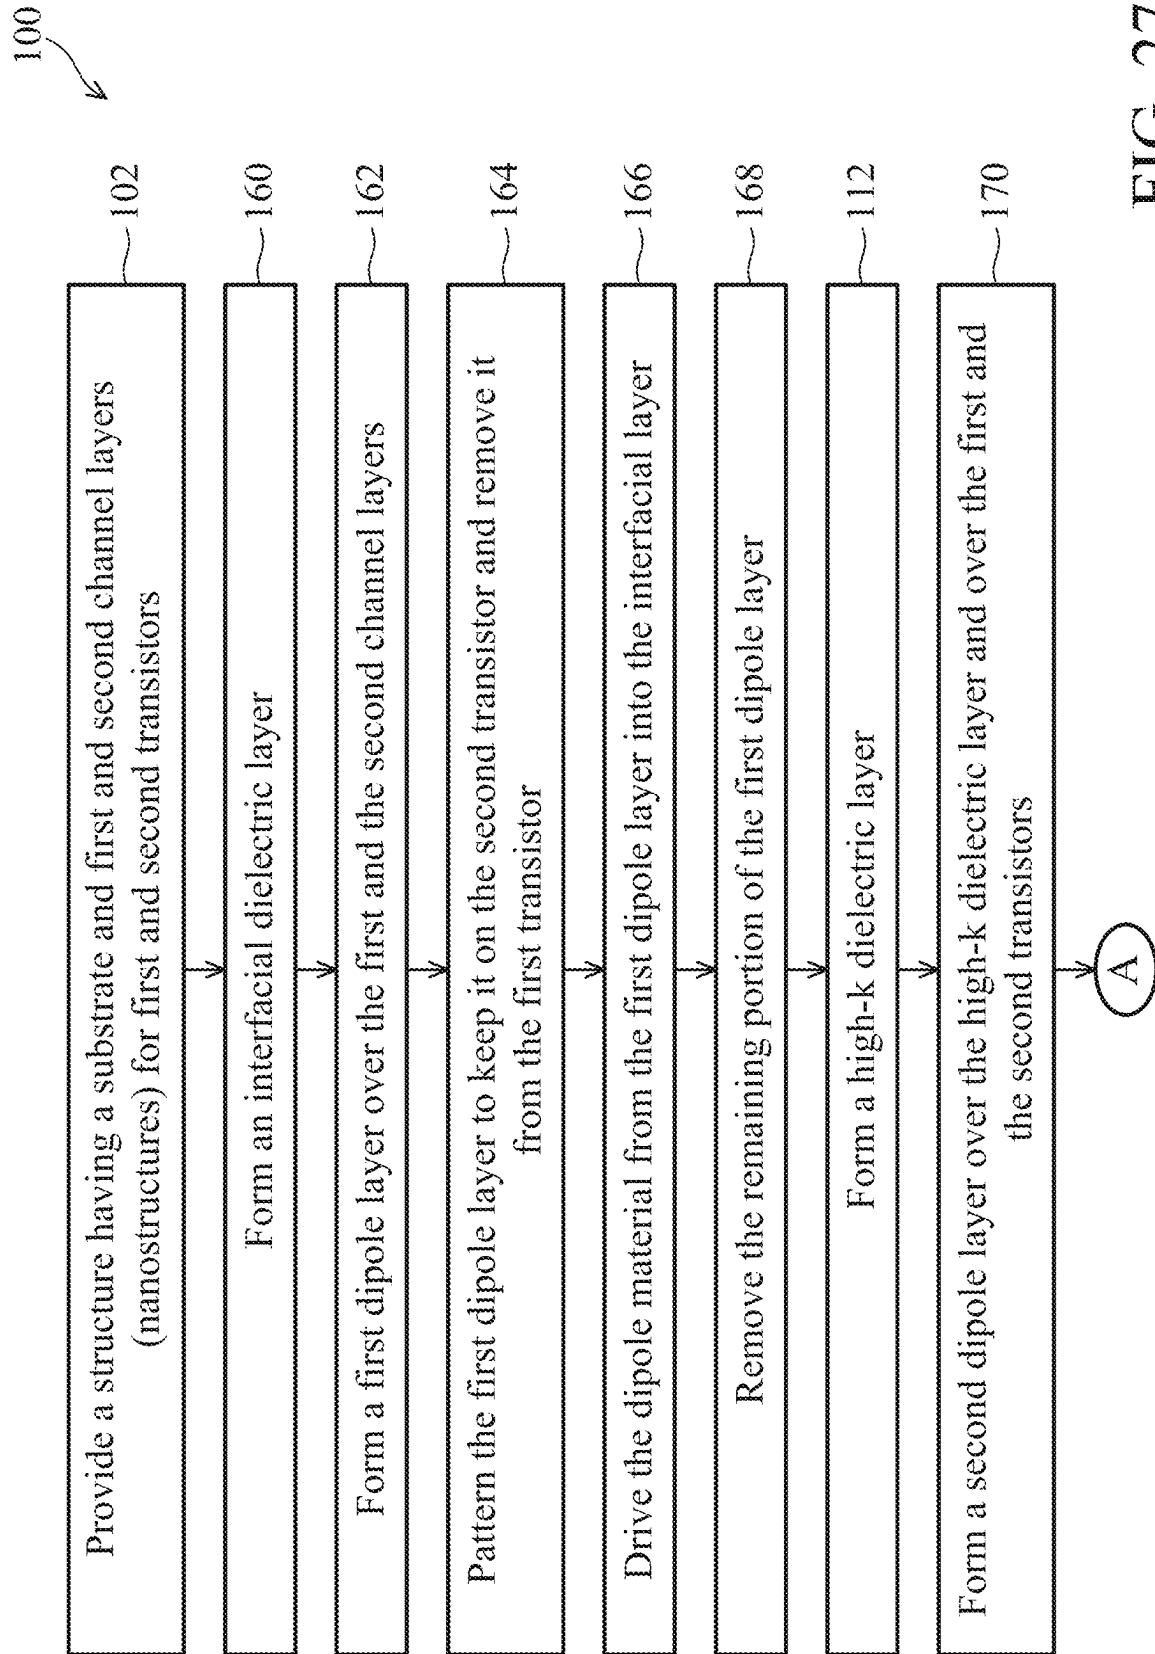 100
Provide a structure having a substrate and first and second channel layers
(nanostructures) for first and second transistors
102
Form an interfacial dielectric layer
160
Form a first dipole layer over the first and the second channel layers
162
Pattern the first dipole layer to keep it on the second transistor and remove it
from the first transistor
164
Drive the dipole material from the first dipole layer into the interfacial layer
166
Remove the remaining portion of the first dipole layer
168
Form a high-k dielectric layer
112
Form a second dipole layer over the high-k dielectric layer and over the first and
the second transistors
170
A
FIG. 27